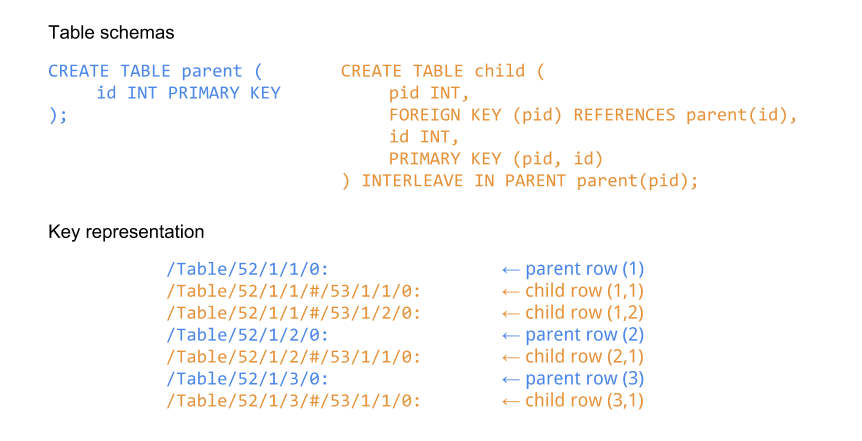 Table schemas
CREATE TABLE parent (
id INT PRIMARY KEY
);
CREATE TABLE child (
pid INT,
FOREIGN KEY (pid) REFERENCES parent(id),
id INT,
PRIMARY KEY (pid, id)
) INTERLEAVE IN PARENT parent(pid);
Key representation
/Table/52/1/1/0: ← parent row (1)
/Table/52/1/1/#/53/1/1/0: ← child row (1,1)
/Table/52/1/1/#/53/1/2/0: ← child row (1,2)
/Table/52/1/2/0: ← parent row (2)
/Table/52/1/2/#/53/1/1/0: ← child row (2,1)
/Table/52/1/3/0: ← parent row (3)
/Table/52/1/3/#/53/1/1/0: ← child row (3,1)